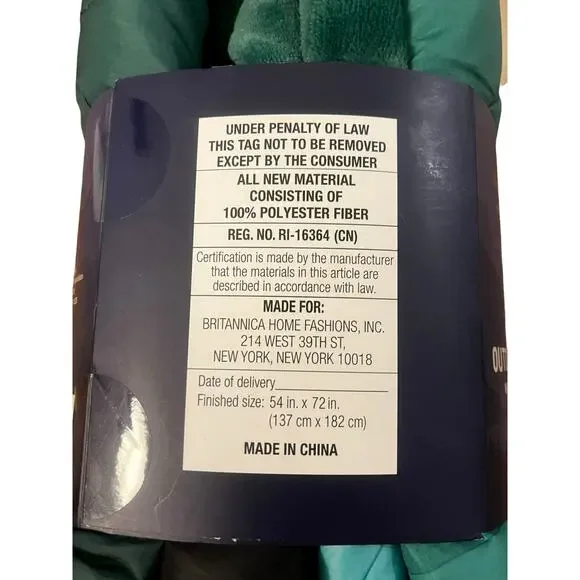 UNDER PENALTY OF LAW
THIS TAG NOT TO BE REMOVED
EXCEPT BY THE CONSUMER
ALL NEW MATERIAL
CONSISTING OF
100% POLYESTER FIBER
REG. NO. RI-16364 (CN)
Certification is made by the manufacturer
that the materials in this article are
described in accordance with law.
MADE FOR:
BRITANNICA HOME FASHIONS, INC.
214 WEST 39TH ST,
NEW YORK, NEW YORK 10018
Date of delivery
Finished size: 54 in. x 72 in.
(137 cm x 182 cm)
MADE IN CHINA